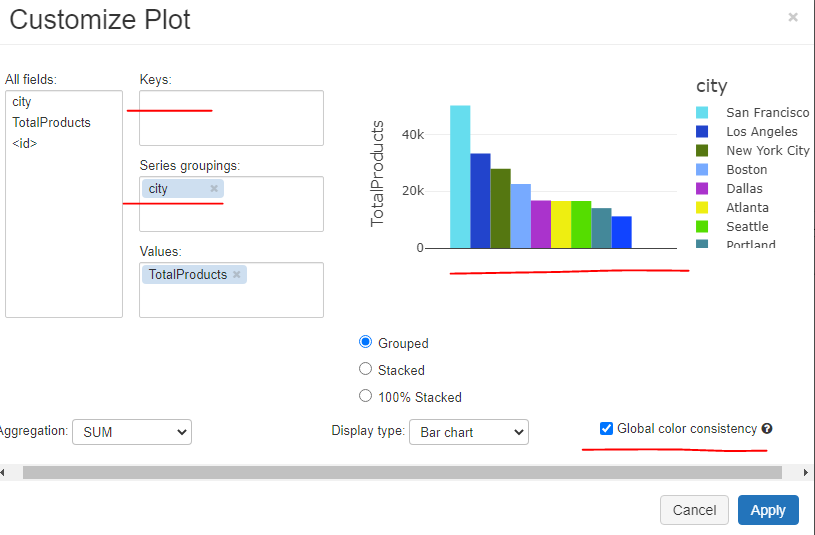 Customize Plot
×
All fields:
city
TotalProducts
<id>
Keys:
Series groupings:
city ×
Values:
TotalProducts ×
TotalProducts
40k
20k
0
city
San Francisco
Los Angeles
New York City
Boston
Dallas
Atlanta
Seattle
Portland
Grouped
Stacked
100% Stacked
Aggregation:
SUM
Display type:
Bar chart
Global color consistency ?
Cancel
Apply